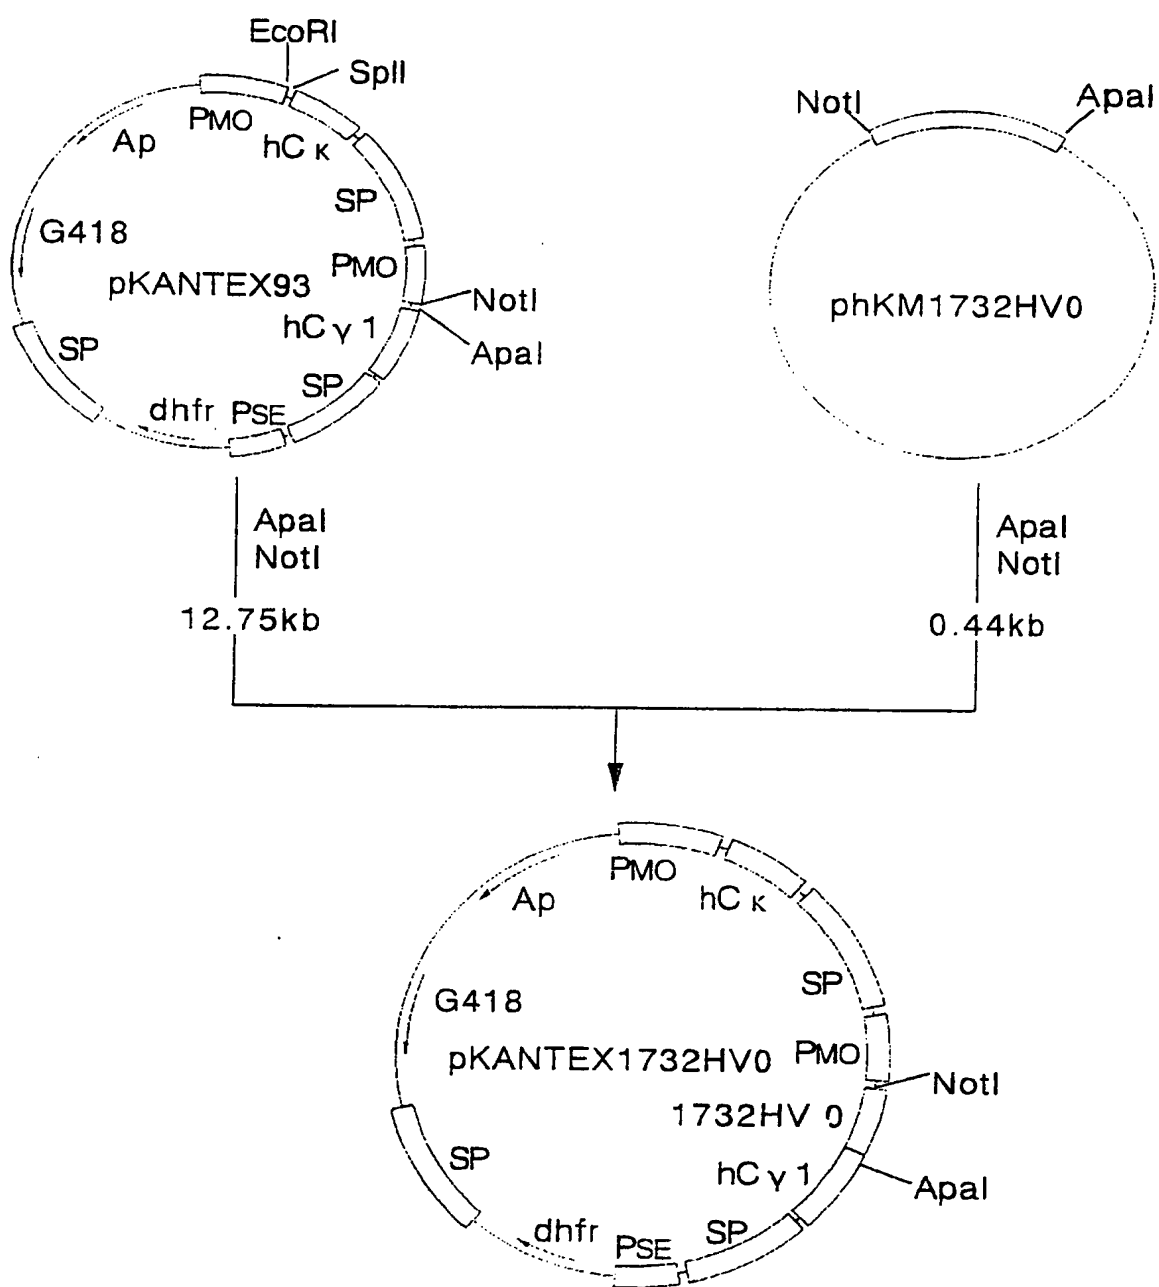 EcoRI
SplI
PMO
hCκ
Ap
SP
G418
PMO
pKANTEX93
NotI
hCγ1
ApaI
SP
SP
dhfr
PSE
NotI
ApaI
phKM1732HV0
ApaI
NotI
12.75kb
ApaI
NotI
0.44kb
PMO
hCκ
Ap
SP
G418
PMO
pKANTEX1732HV0
NotI
1732HV0
hCγ1
ApaI
SP
SP
dhfr
PSE